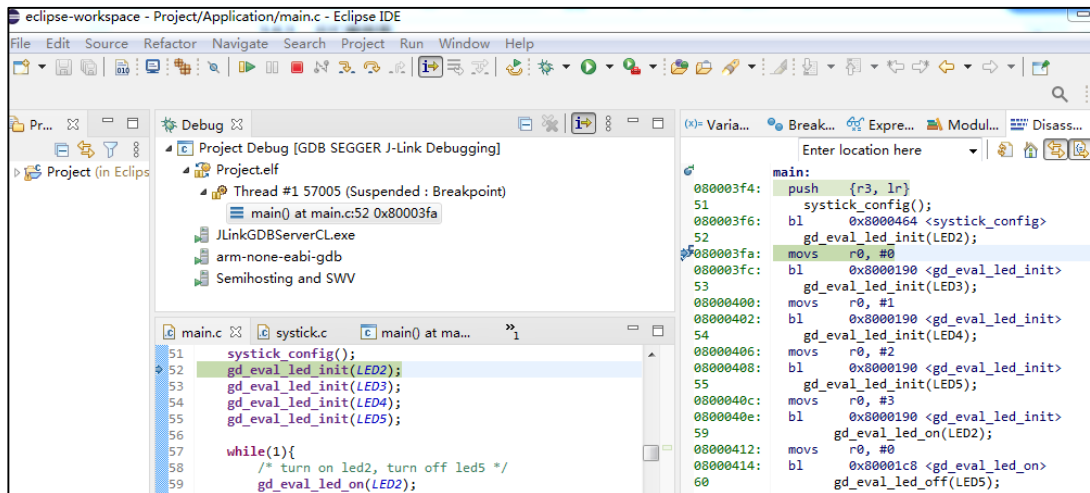 eclipse-workspace - Project/Application/main.c - Eclipse IDE
File Edit Source Refactor Navigate Search Project Run Window Help
Pr...
Project (in Eclips
Debug
Project Debug [GDB SEGGER J-Link Debugging]
Project.elf
Thread #1 57005 (Suspended : Breakpoint)
main() at main.c:52 0x80003fa
JLinkGDBServerCL.exe
arm-none-eabi-gdb
Semihosting and SWV
main.c systick.c main() at ma... »1
51 systick_config();
52 gd_eval_led_init(LED2);
53 gd_eval_led_init(LED3);
54 gd_eval_led_init(LED4);
55 gd_eval_led_init(LED5);
56
57 while(1){
58 /* turn on led2, turn off led5 */
59 gd_eval_led_on(LED2);
(x)= Varia... Break... Expre... Modul... Disass...
Enter location here
main:
080003f4: push {r3, lr}
51 systick_config();
080003f6: bl 0x8000464 <systick_config>
52 gd_eval_led_init(LED2);
080003fa: movs r0, #0
080003fc: bl 0x8000190 <gd_eval_led_init>
53 gd_eval_led_init(LED3);
08000400: movs r0, #1
08000402: bl 0x8000190 <gd_eval_led_init>
54 gd_eval_led_init(LED4);
08000406: movs r0, #2
08000408: bl 0x8000190 <gd_eval_led_init>
55 gd_eval_led_init(LED5);
0800040c: movs r0, #3
0800040e: bl 0x8000190 <gd_eval_led_init>
59 gd_eval_led_on(LED2);
08000412: movs r0, #0
08000414: bl 0x80001c8 <gd_eval_led_on>
60 gd_eval_led_off(LED5);